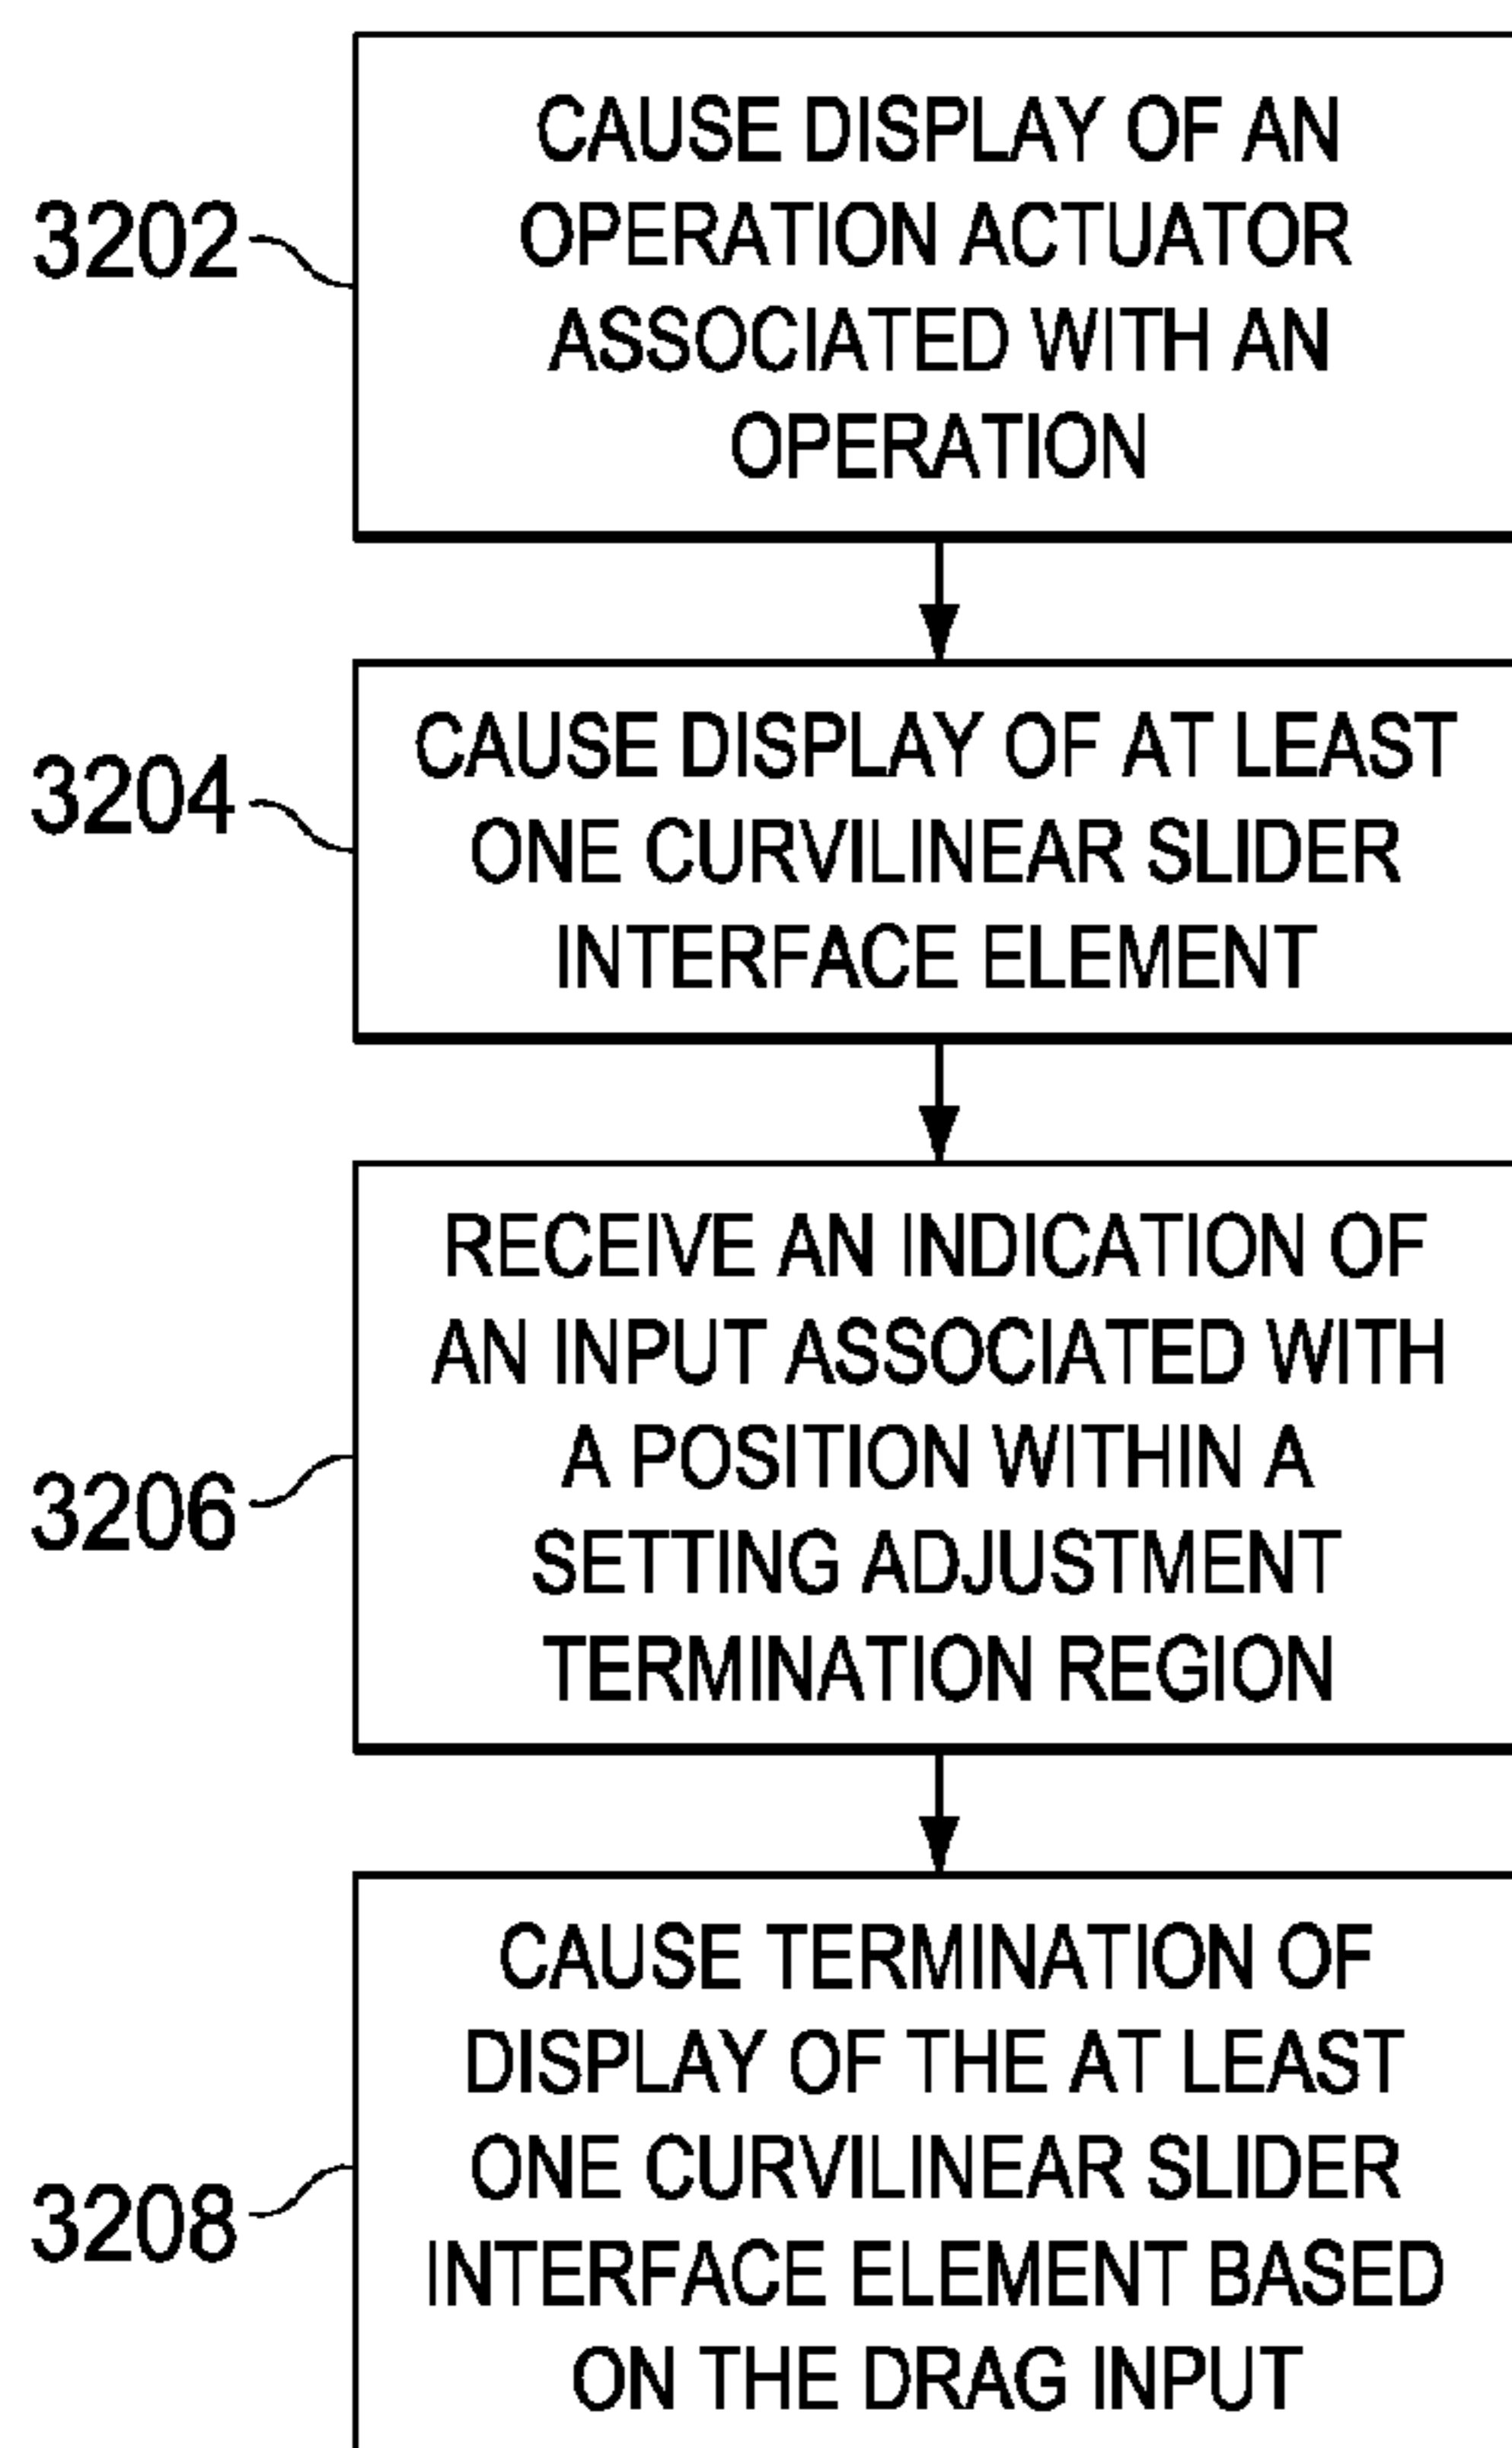 3202
CAUSE DISPLAY OF AN
OPERATION ACTUATOR
ASSOCIATED WITH AN
OPERATION
3204
CAUSE DISPLAY OF AT LEAST
ONE CURVILINEAR SLIDER
INTERFACE ELEMENT
3206
RECEIVE AN INDICATION OF
AN INPUT ASSOCIATED WITH
A POSITION WITHIN A
SETTING ADJUSTMENT
TERMINATION REGION
3208
CAUSE TERMINATION OF
DISPLAY OF THE AT LEAST
ONE CURVILINEAR SLIDER
INTERFACE ELEMENT BASED
ON THE DRAG INPUT